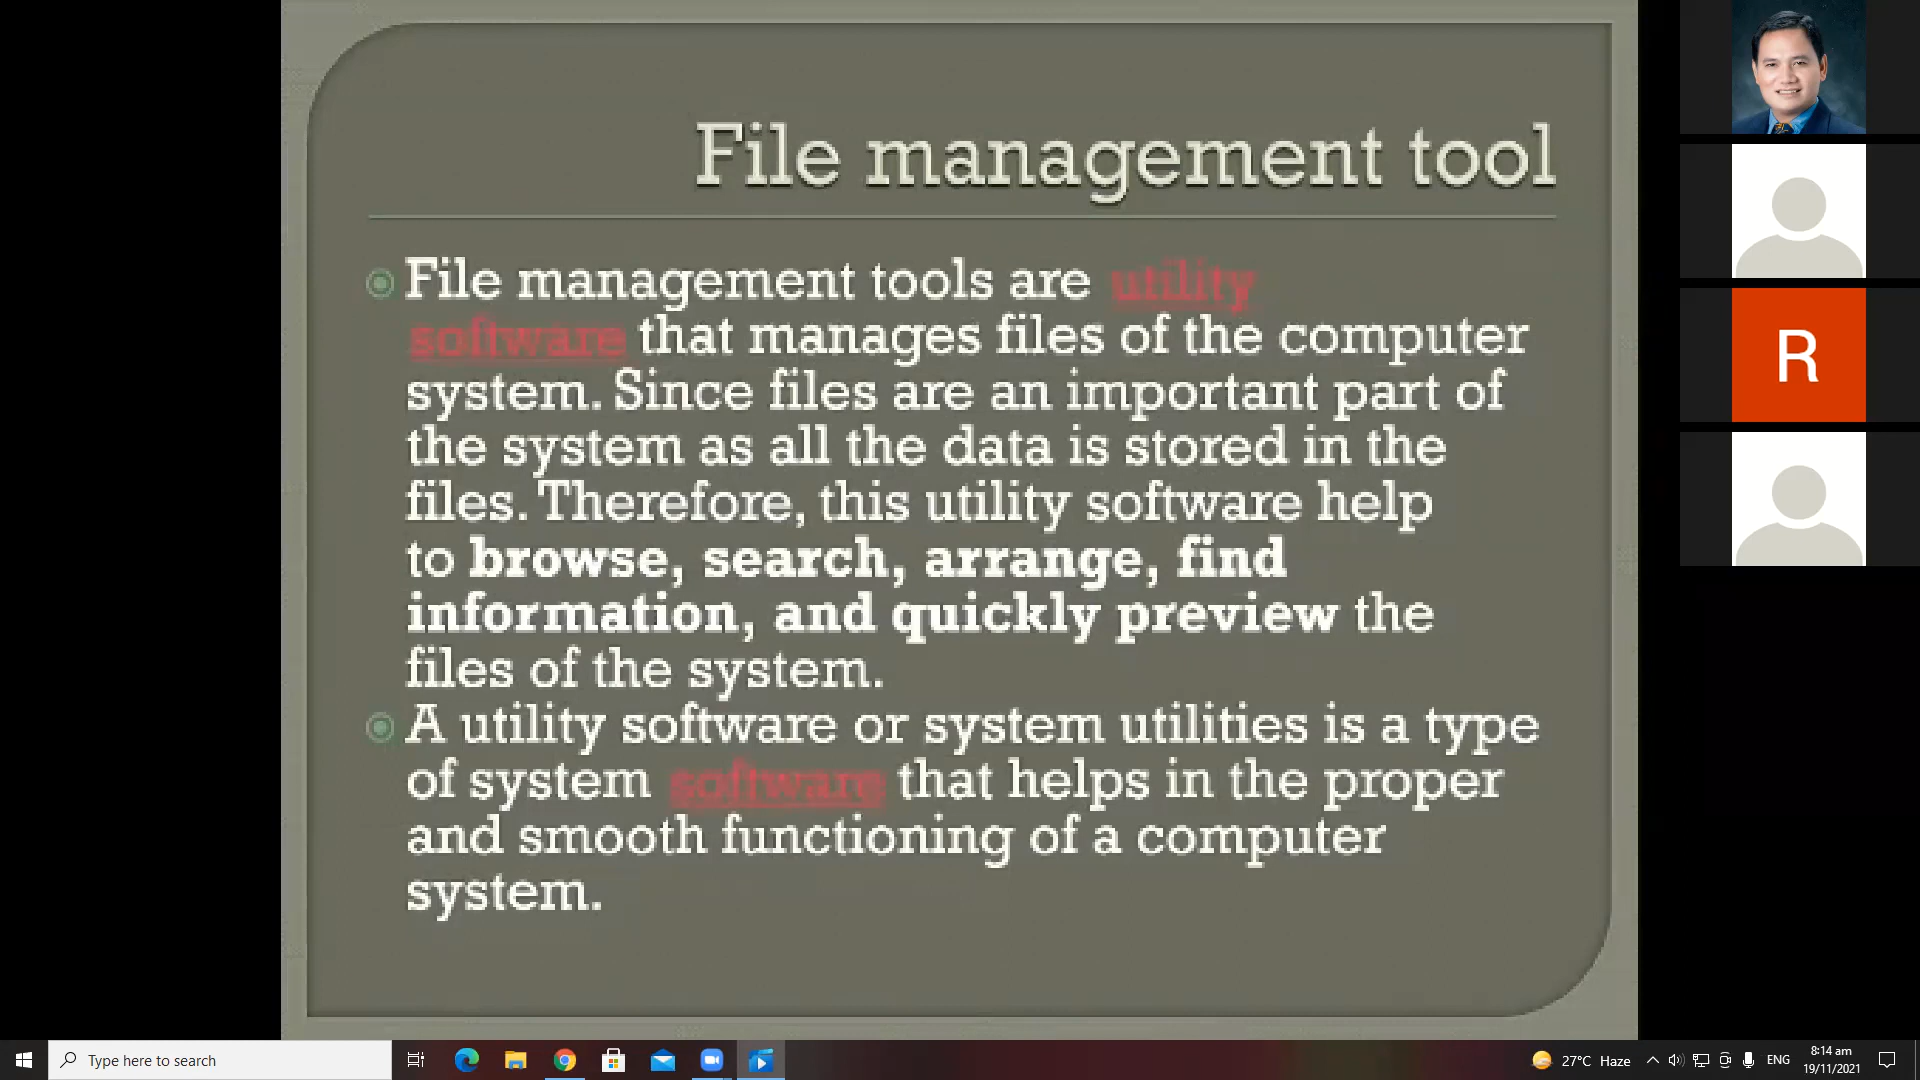 File management tool
File management tools are utility
software that manages files of the computer
system. Since files are an important part of
the system as all the data is stored in the
files. Therefore, this utility software help
to browse, search, arrange, find
information, and quickly preview the
files of the system.
A utility software or system utilities is a type
of system software that helps in the proper
and smooth functioning of a computer
system.
R
Type here to search
27°C Haze
ENG
8:14 am
19/11/2021